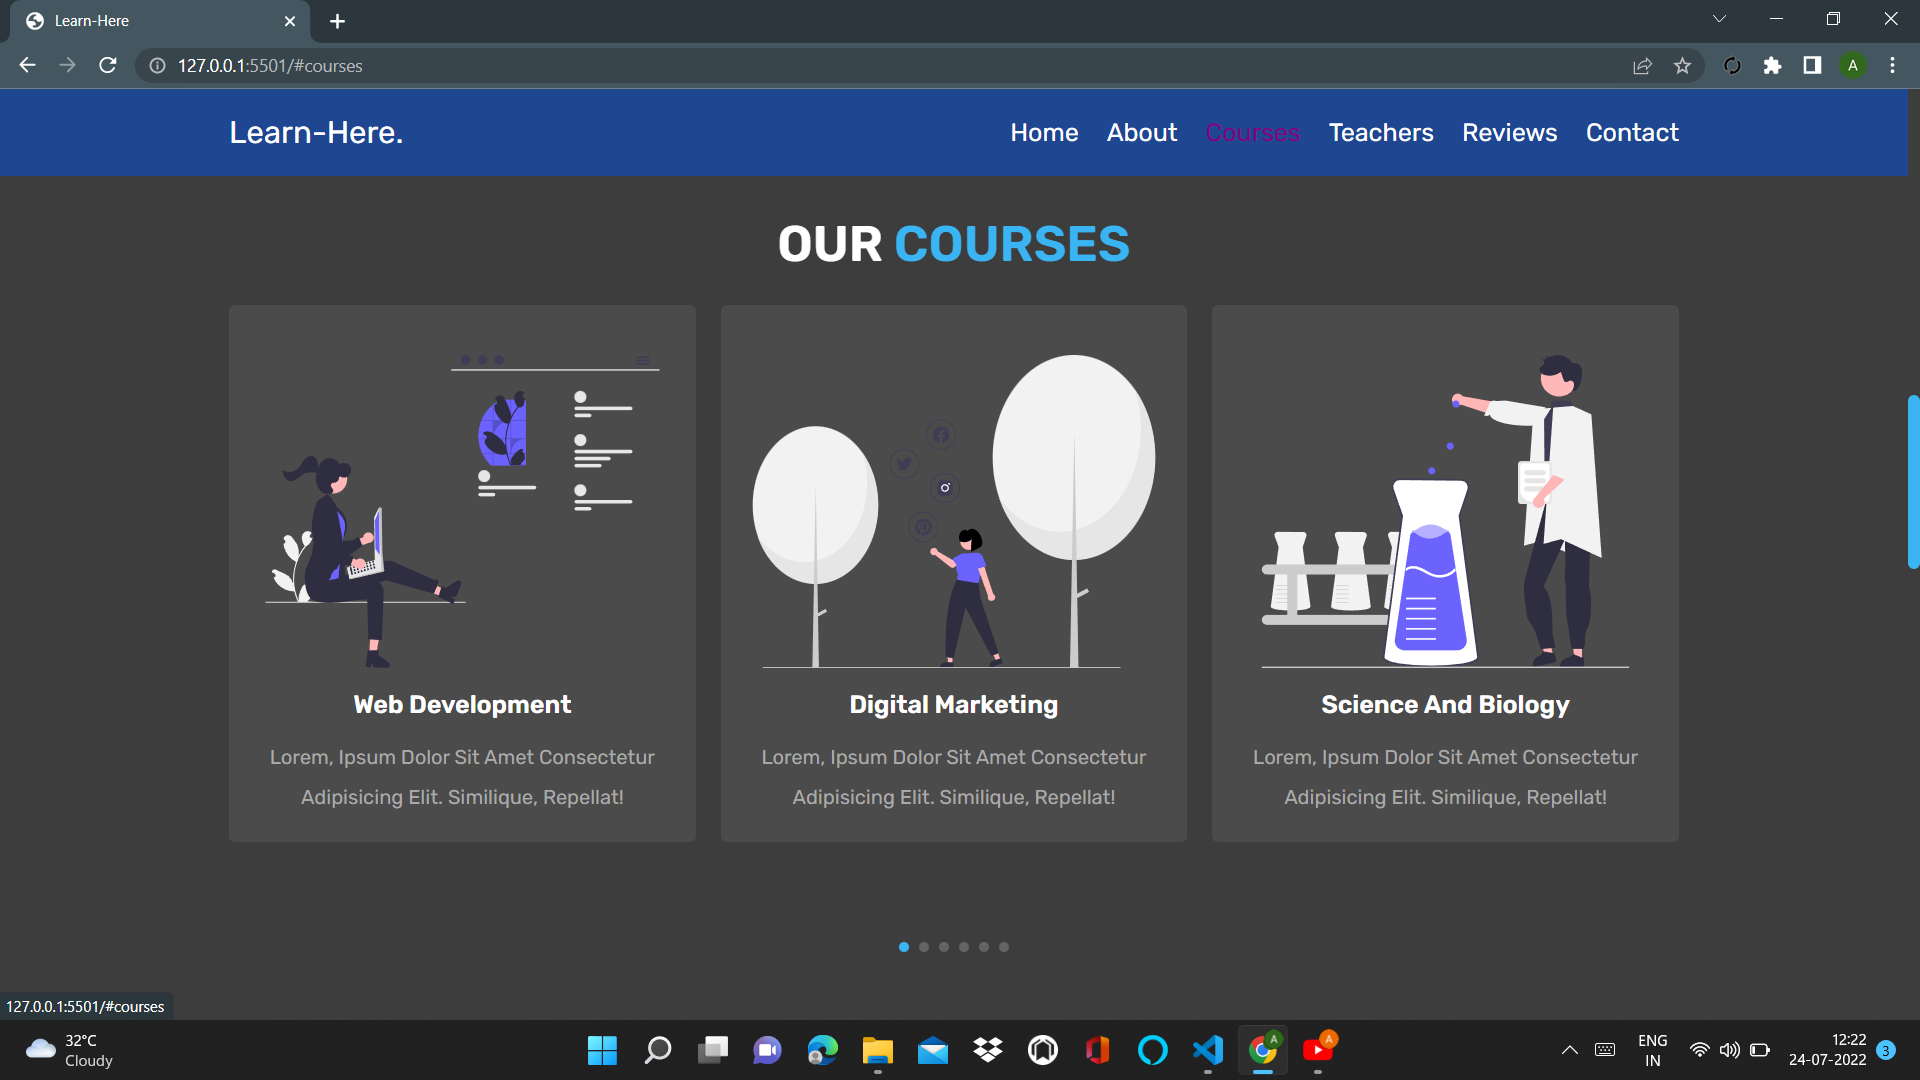 Learn-Here
127.0.0.1:5501/#courses
A
Learn-Here.
Home About Courses Teachers Reviews Contact
OUR COURSES
Web Development
Lorem, Ipsum Dolor Sit Amet Consectetur
Adipisicing Elit. Similique, Repellat!
Digital Marketing
Lorem, Ipsum Dolor Sit Amet Consectetur
Adipisicing Elit. Similique, Repellat!
Science And Biology
Lorem, Ipsum Dolor Sit Amet Consectetur
Adipisicing Elit. Similique, Repellat!
127.0.0.1:5501/#courses
32°C
Cloudy
A
A
ENG
IN
12:22
24-07-2022
3